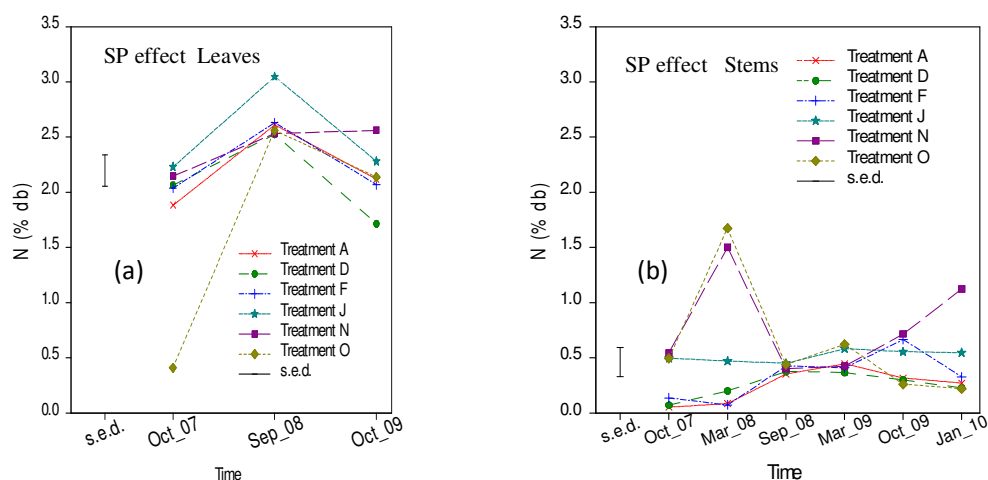 3.5
3.0
2.5
2.0
1.5
1.0
0.5
0.0
N (% db)
SP effect Leaves
(a)
Treatment A
Treatment D
Treatment F
Treatment J
Treatment N
Treatment O
s.e.d.
s.e.d.
Oct_07
Sep_08
Oct_09
Time
3.5
3.0
2.5
2.0
1.5
1.0
0.5
0.0
N (% db)
SP effect Stems
Treatment A
Treatment D
Treatment F
Treatment J
Treatment N
Treatment O
s.e.d.
(b)
s.e.d.
Oct_07
Mar_08
Sep_08
Mar_09
Oct_09
Jan_10
Time